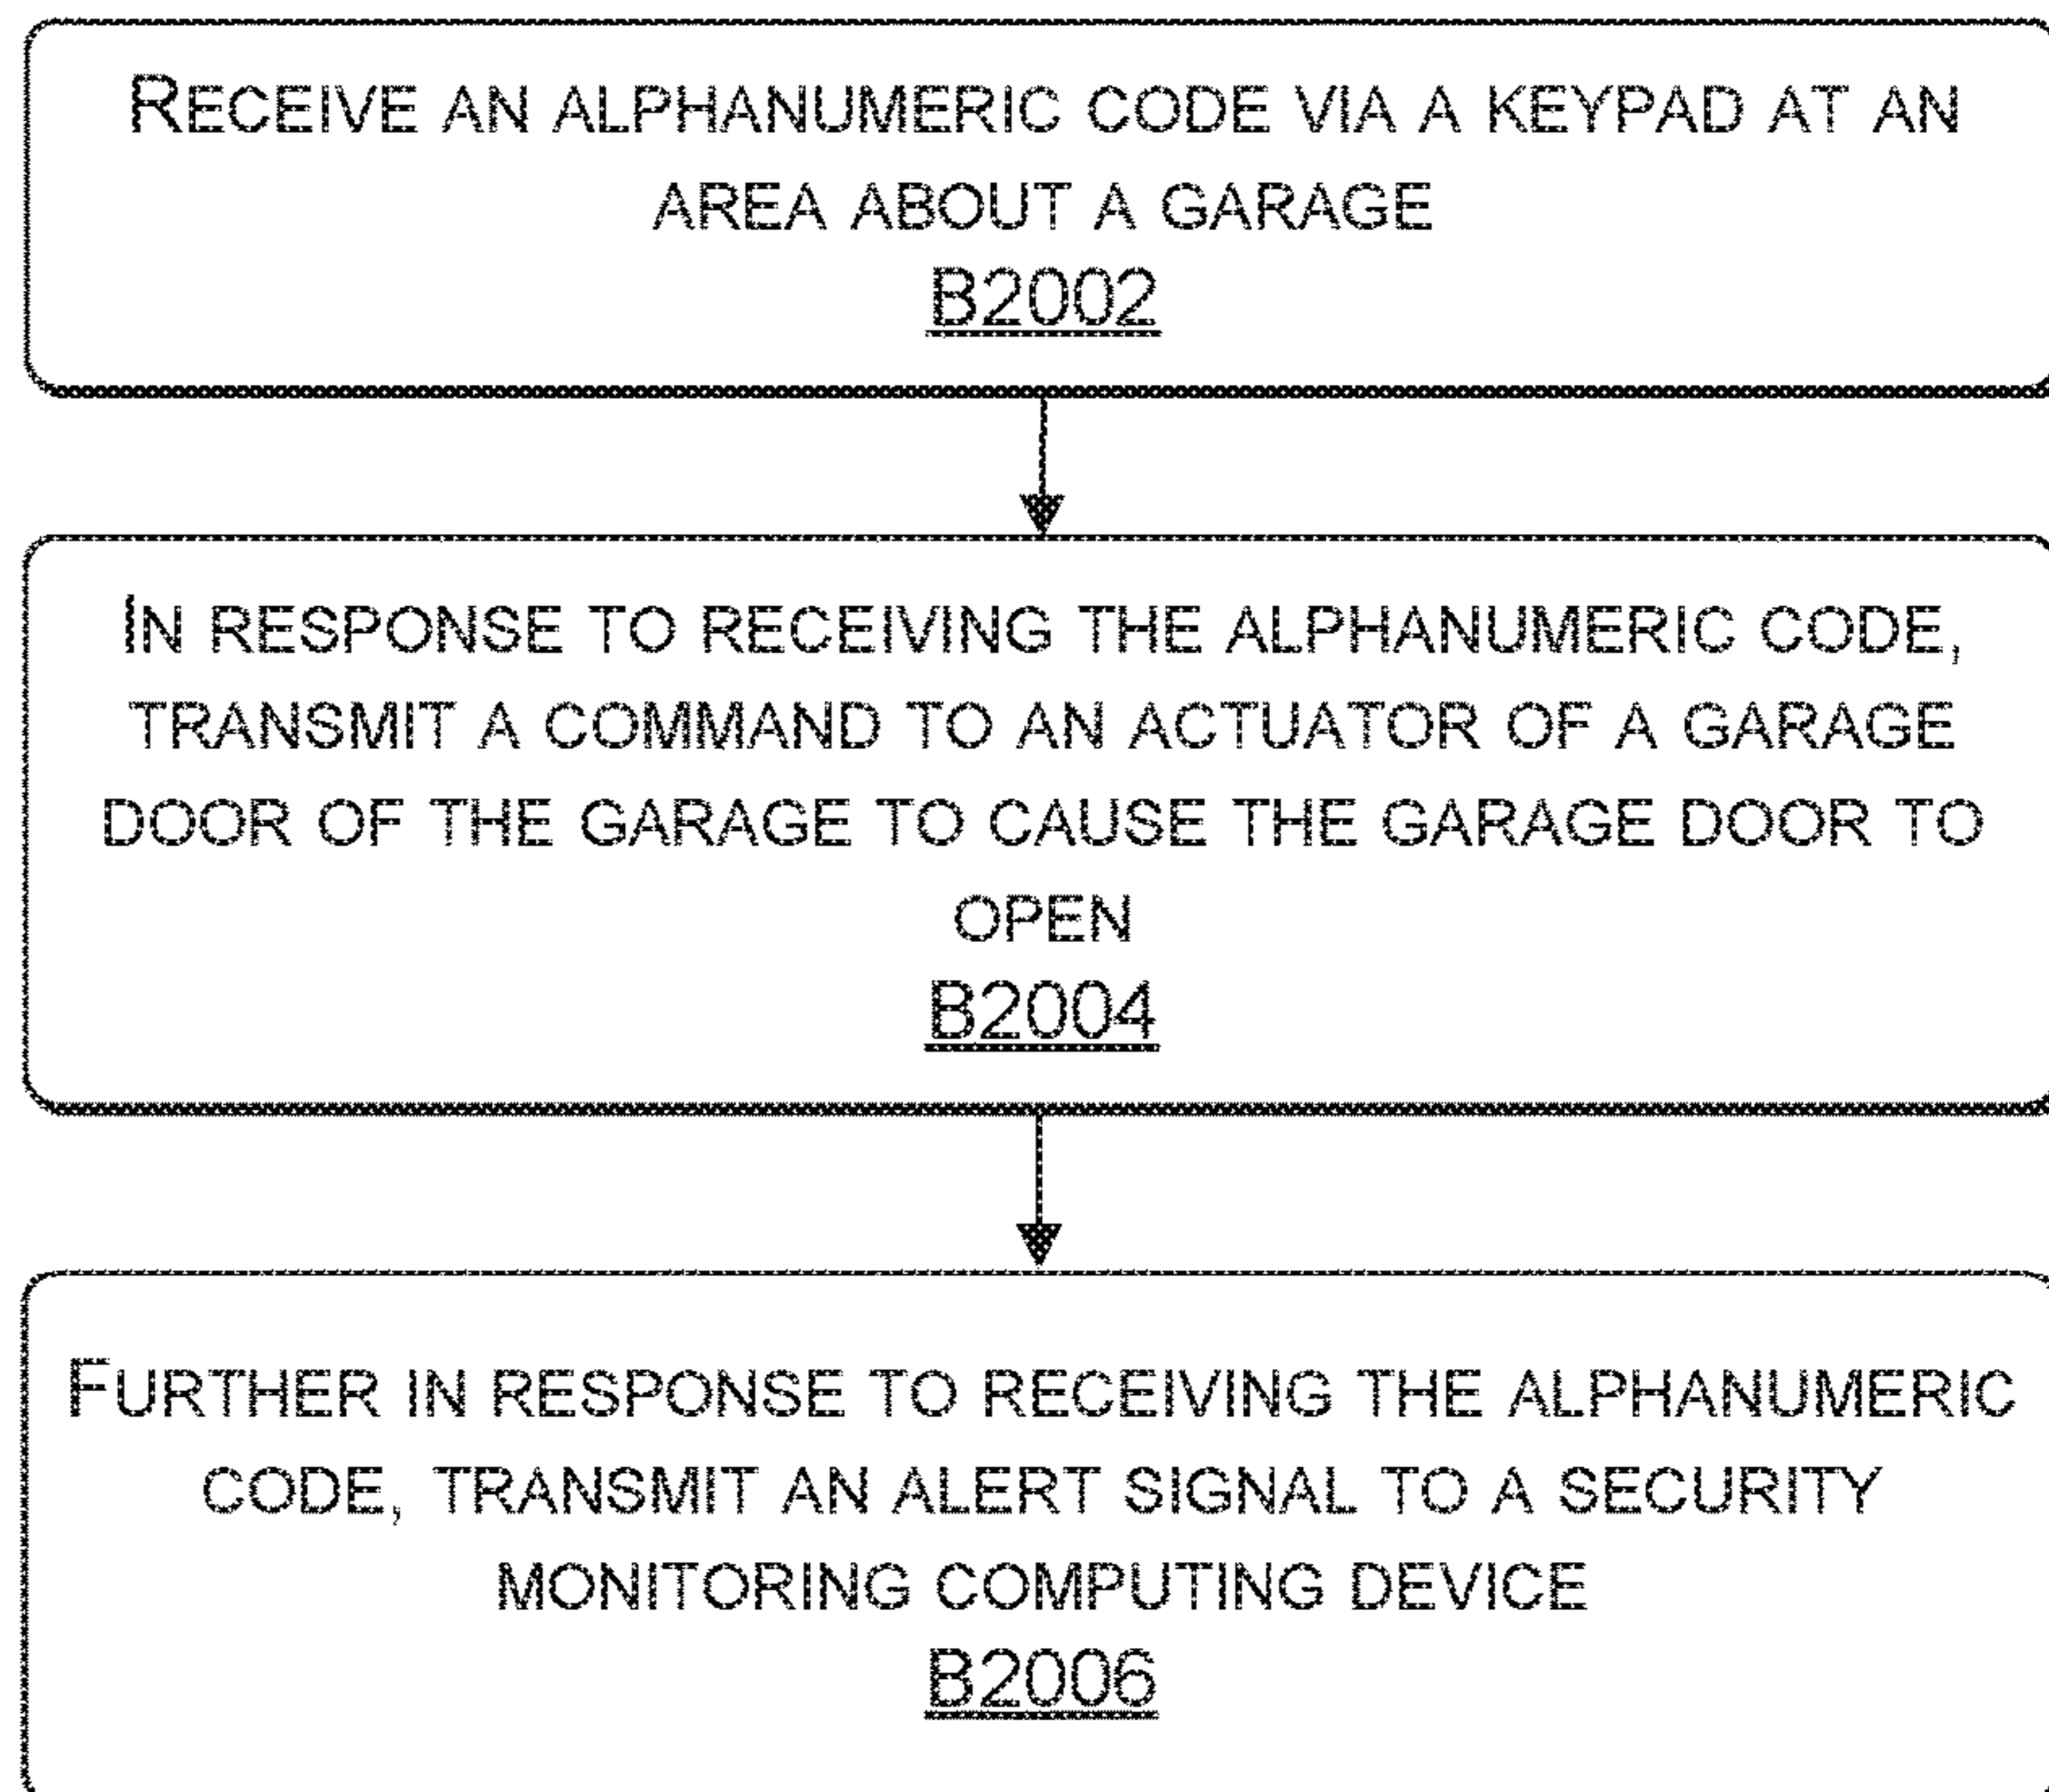 RECEIVE AN ALPHANUMERIC CODE VIA A KEYPAD AT AN
AREA ABOUT A GARAGE
B2002
IN RESPONSE TO RECEIVING THE ALPHANUMERIC CODE,
TRANSMIT A COMMAND TO AN ACTUATOR OF A GARAGE
DOOR OF THE GARAGE TO CAUSE THE GARAGE DOOR TO
OPEN
B2004
FURTHER IN RESPONSE TO RECEIVING THE ALPHANUMERIC
CODE, TRANSMIT AN ALERT SIGNAL TO A SECURITY
MONITORING COMPUTING DEVICE
B2006